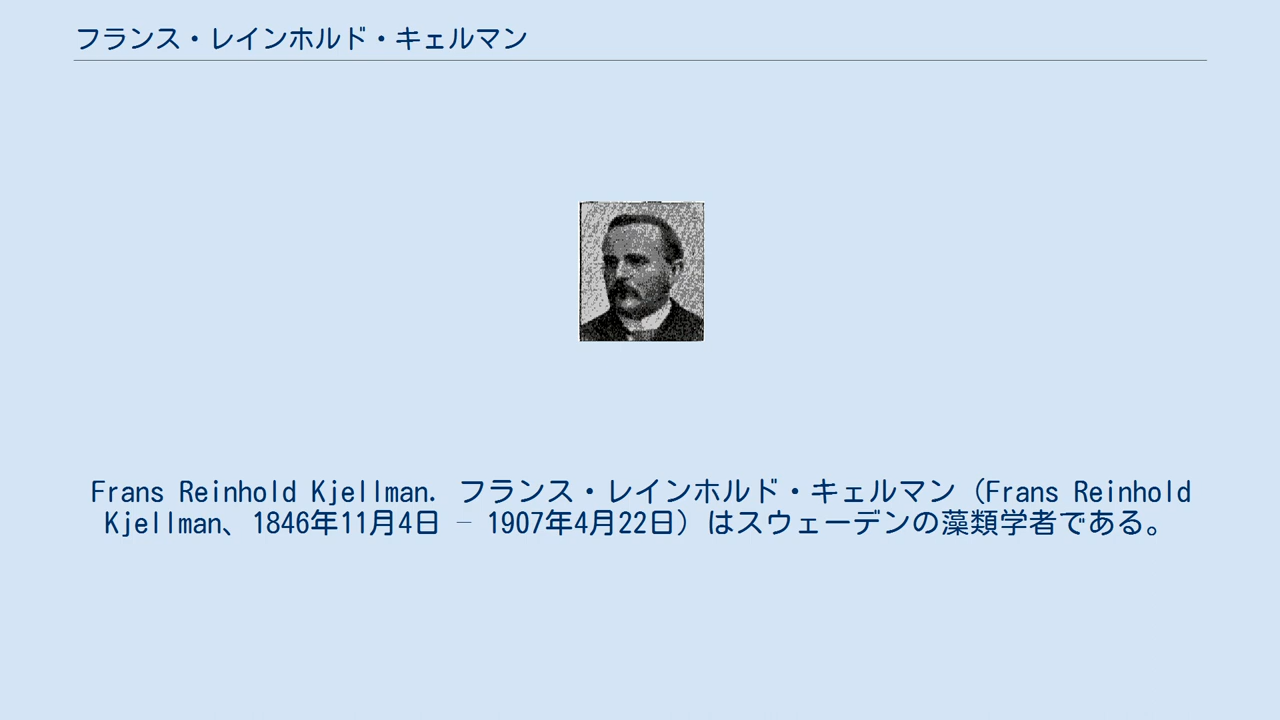 フランス・レインホルド・キェルマン
Frans Reinhold Kjellman. フランス・レインホルド・キェルマン（Frans Reinhold
Kjellman、1846年11月4日 – 1907年4月22日）はスウェーデンの藻類学者である。